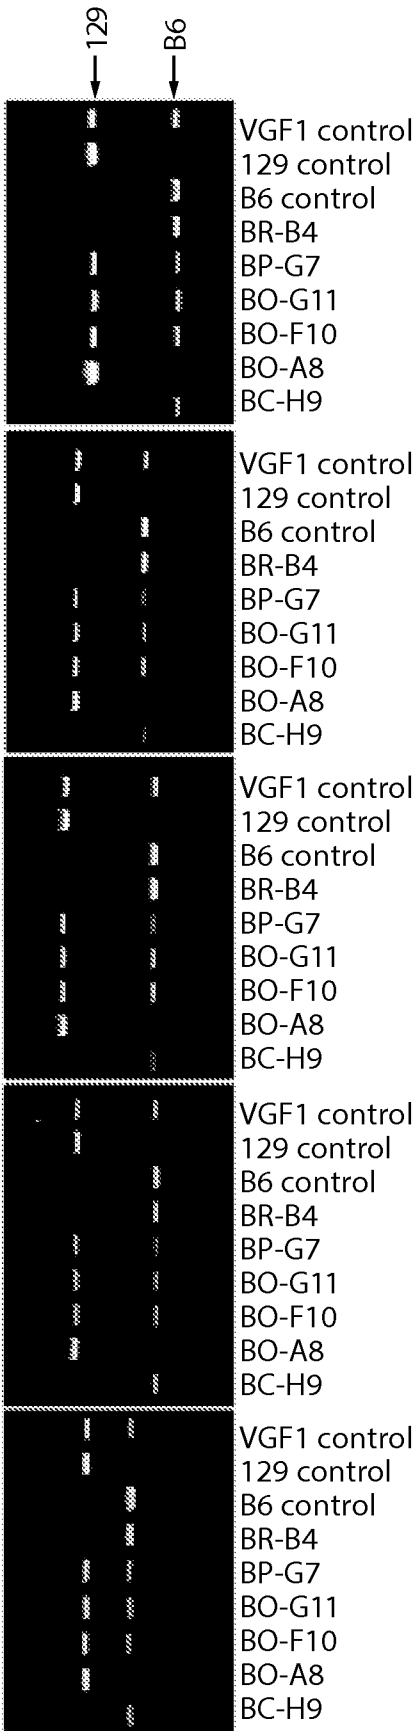 129
B6
VGF1 control
129 control
B6 control
BR-B4
BP-G7
BO-G11
BO-F10
BO-A8
BC-H9
VGF1 control
129 control
B6 control
BR-B4
BP-G7
BO-G11
BO-F10
BO-A8
BC-H9
VGF1 control
129 control
B6 control
BR-B4
BP-G7
BO-G11
BO-F10
BO-A8
BC-H9
VGF1 control
129 control
B6 control
BR-B4
BP-G7
BO-G11
BO-F10
BO-A8
BC-H9
VGF1 control
129 control
B6 control
BR-B4
BP-G7
BO-G11
BO-F10
BO-A8
BC-H9